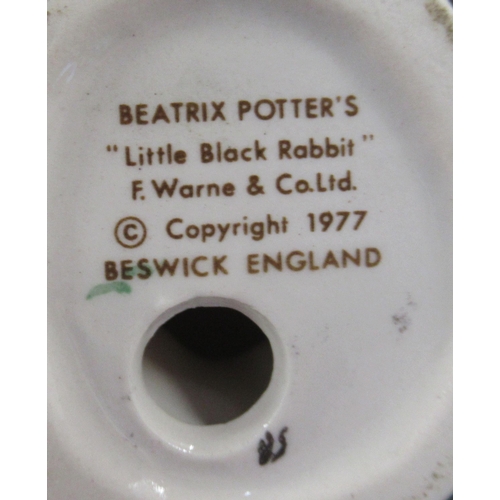 BEATRIX POTTER'S
"Little Black Rabbit"
F. Warne & Co.Ltd.
© Copyright 1977
BESWICK ENGLAND